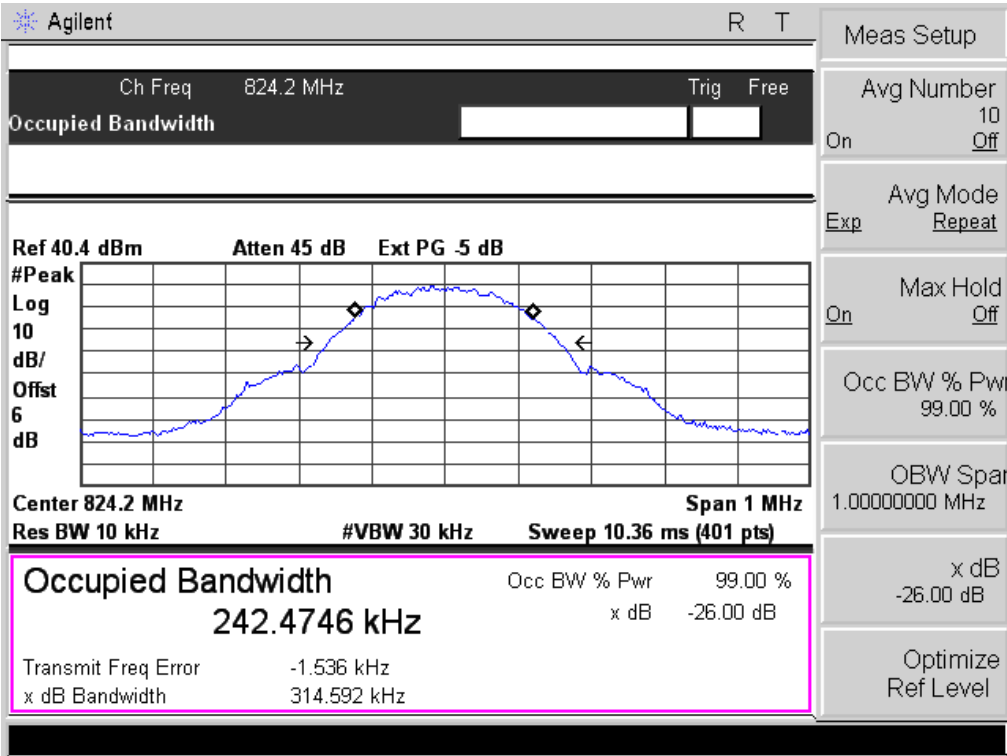 Agilent R T
Ch Freq 824.2 MHz Trig Free
Occupied Bandwidth
Ref 40.4 dBm Atten 45 dB Ext PG -5 dB
#Peak
Log
10
dB/
Offst
6
dB
Center 824.2 MHz Span 1 MHz
Res BW 10 kHz #VBW 30 kHz Sweep 10.36 ms (401 pts)
Occupied Bandwidth Occ BW % Pwr 99.00 %
242.4746 kHz x dB -26.00 dB
Transmit Freq Error -1.536 kHz
x dB Bandwidth 314.592 kHz
Meas Setup
Avg Number
10
On Off
Avg Mode
Exp Repeat
Max Hold
On Off
Occ BW % Pwr
99.00 %
OBW Span
1.00000000 MHz
x dB
-26.00 dB
Optimize
Ref Level